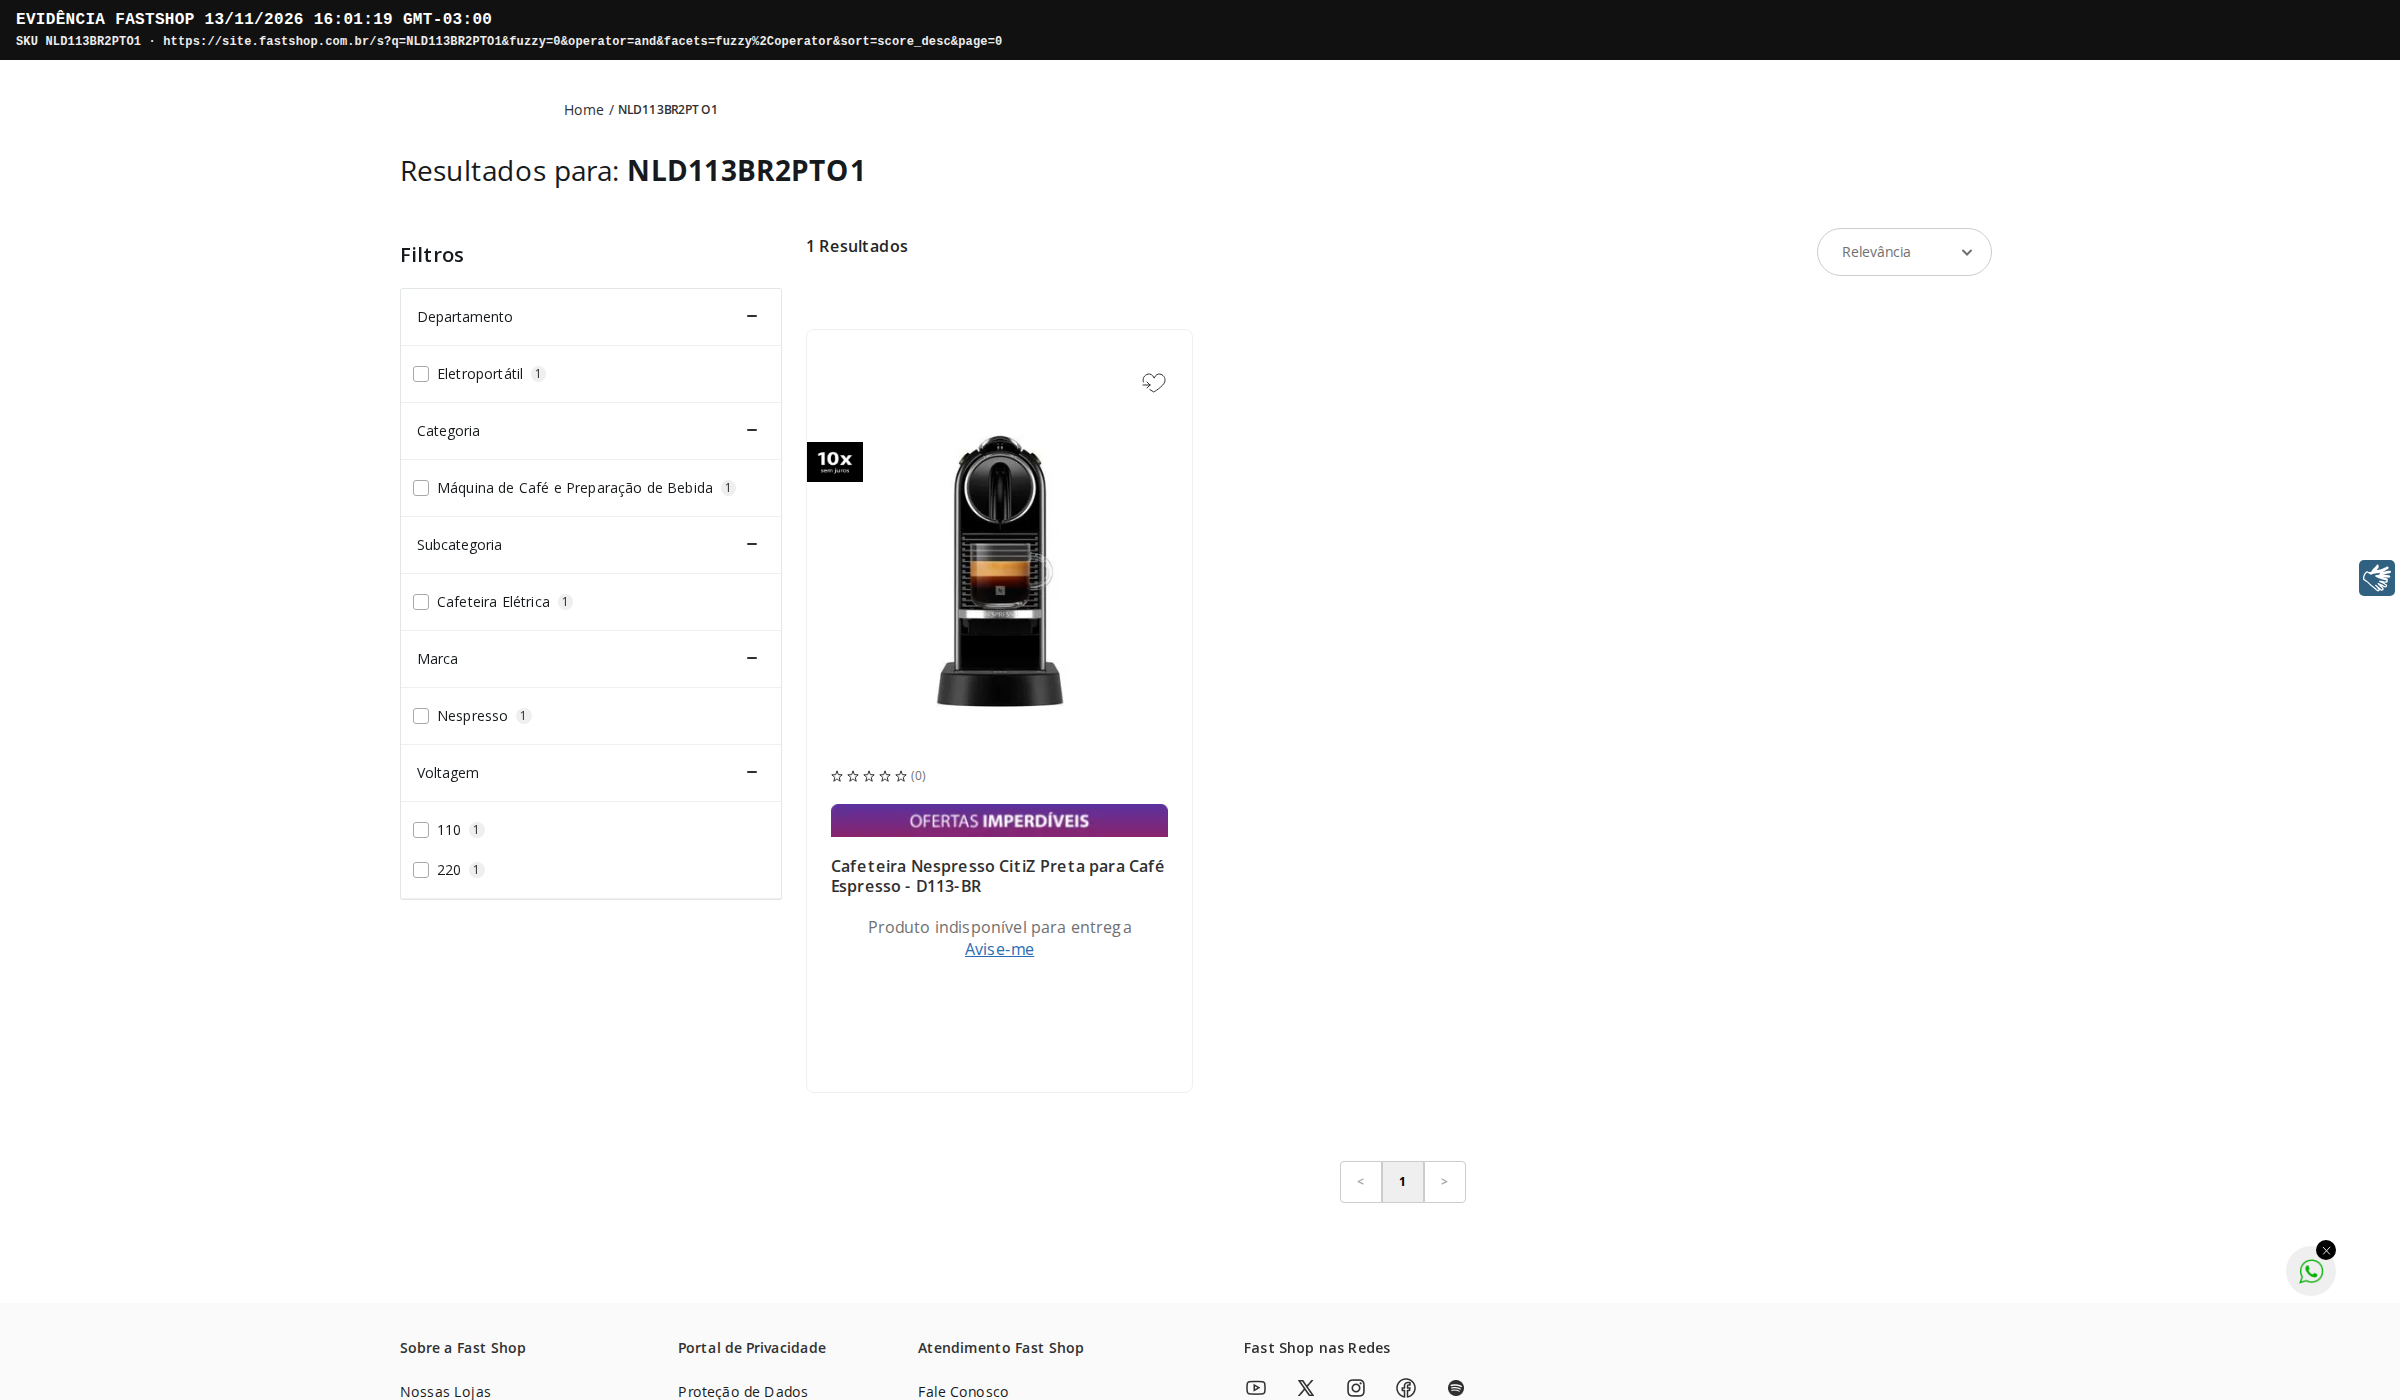 EVIDÊNCIA FASTSHOP 13/11/2026 16:01:19 GMT-03:00
SKU NLD113BR2PTO1 · https://site.fastshop.com.br/s?q=NLD113BR2PTO1&fuzzy=0&operator=and&facets=fuzzy%2Coperator&sort=score_desc&page=0
Home / NLD113BR2PTO1
Resultados para: NLD113BR2PTO1
Filtros
Departamento
Eletroportátil 1
Categoria
Máquina de Café e Preparação de Bebida 1
Subcategoria
Cafeteira Elétrica 1
Marca
Nespresso 1
Voltagem
110 1
220 1
1 Resultados
Relevância
10x
sem juros
(0)
OFERTAS IMPERDÍVEIS
Cafeteira Nespresso CitiZ Preta para Café
Espresso - D113-BR
Produto indisponível para entrega
Avise-me
< 1 >
Sobre a Fast Shop
Nossas Lojas
Portal de Privacidade
Proteção de Dados
Atendimento Fast Shop
Fale Conosco
Fast Shop nas Redes